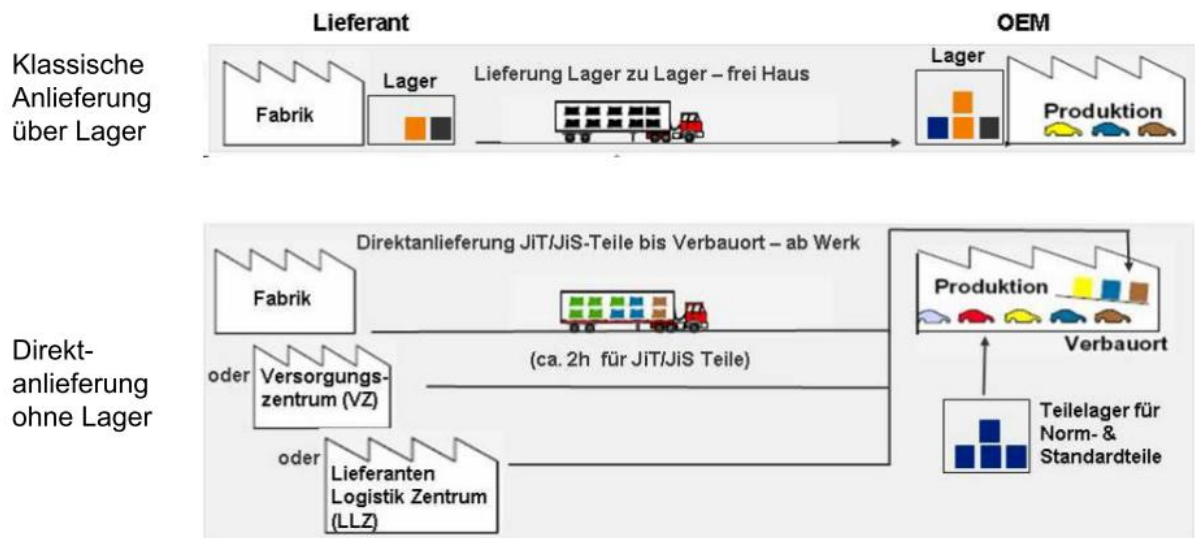 Lieferant
OEM
Klassische
Anlieferung
über Lager
Fabrik
Lager
Lieferung Lager zu Lager – frei Haus
Lager
Produktion
Direkt-
anlieferung
ohne Lager
Direktanlieferung JiT/JiS-Teile bis Verbauort – ab Werk
Fabrik
(ca. 2h für JiT/JiS Teile)
oder
Versorgungs-
zentrum (VZ)
oder
Lieferanten
Logistik Zentrum
(LLZ)
Produktion
Verbauort
Teilelager für
Norm- &
Standardteile